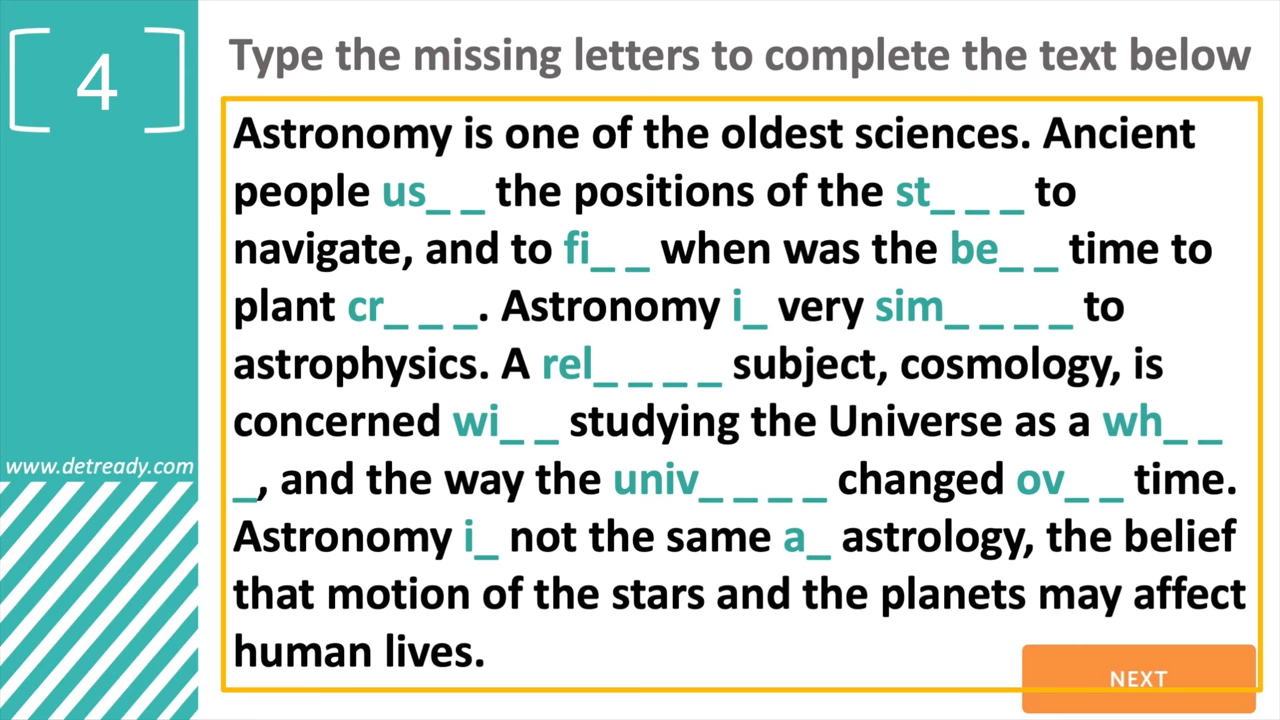 4
Type the missing letters to complete the text below
Astronomy is one of the oldest sciences. Ancient
people us_ _ the positions of the st_ _ _ to
navigate, and to fi_ _ when was the be_ _ time to
plant cr_ _ _. Astronomy i_ very sim_ _ _ _ to
astrophysics. A rel_ _ _ _ subject, cosmology, is
concerned wi_ _ studying the Universe as a wh_ _
_, and the way the univ_ _ _ _ changed ov_ _ time.
Astronomy i_ not the same a_ astrology, the belief
that motion of the stars and the planets may affect
human lives.
www.detready.com
NEXT